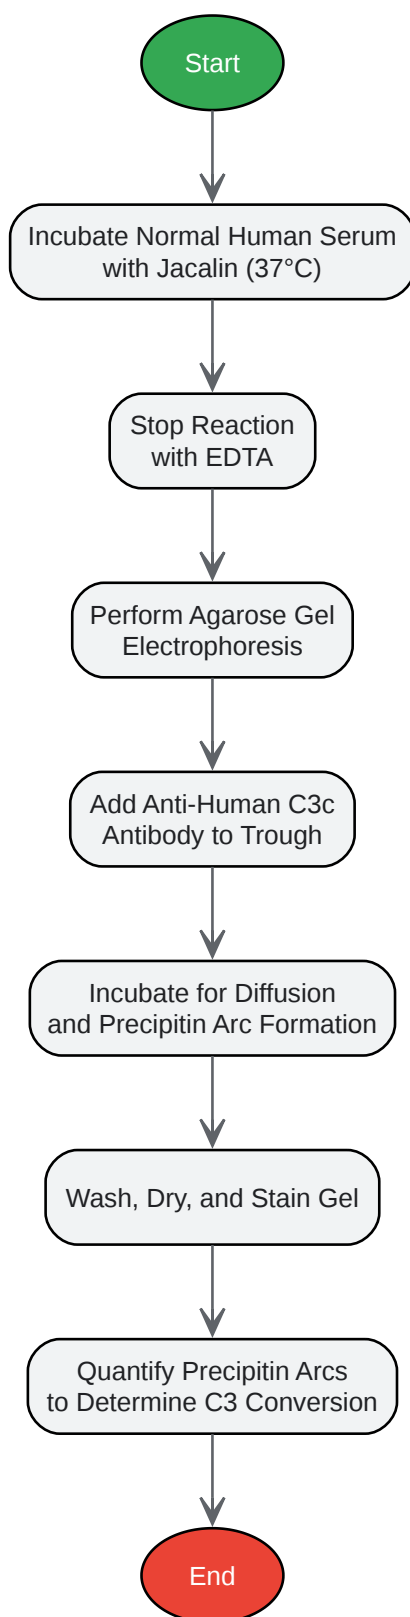 Start
Incubate Normal Human Serum
with Jacalin (37°C)
Stop Reaction
with EDTA
Perform Agarose Gel
Electrophoresis
Add Anti-Human C3c
Antibody to Trough
Incubate for Diffusion
and Precipitin Arc Formation
Wash, Dry, and Stain Gel
Quantify Precipitin Arcs
to Determine C3 Conversion
End